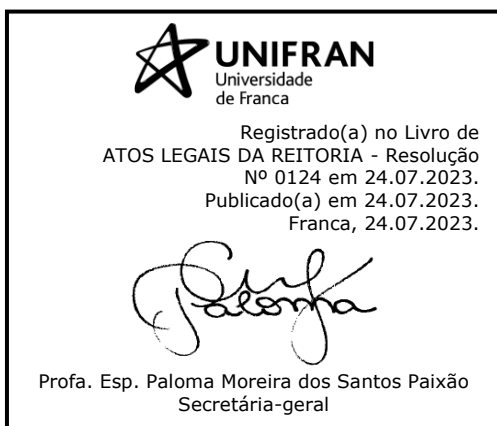 UNIFRAN
Universidade
de Franca
Registrado(a) no Livro de
ATOS LEGAIS DA REITORIA - Resolução
Nº 0124 em 24.07.2023.
Publicado(a) em 24.07.2023.
Franca, 24.07.2023.
Paloma
Profa. Esp. Paloma Moreira dos Santos Paixão
Secretária-geral